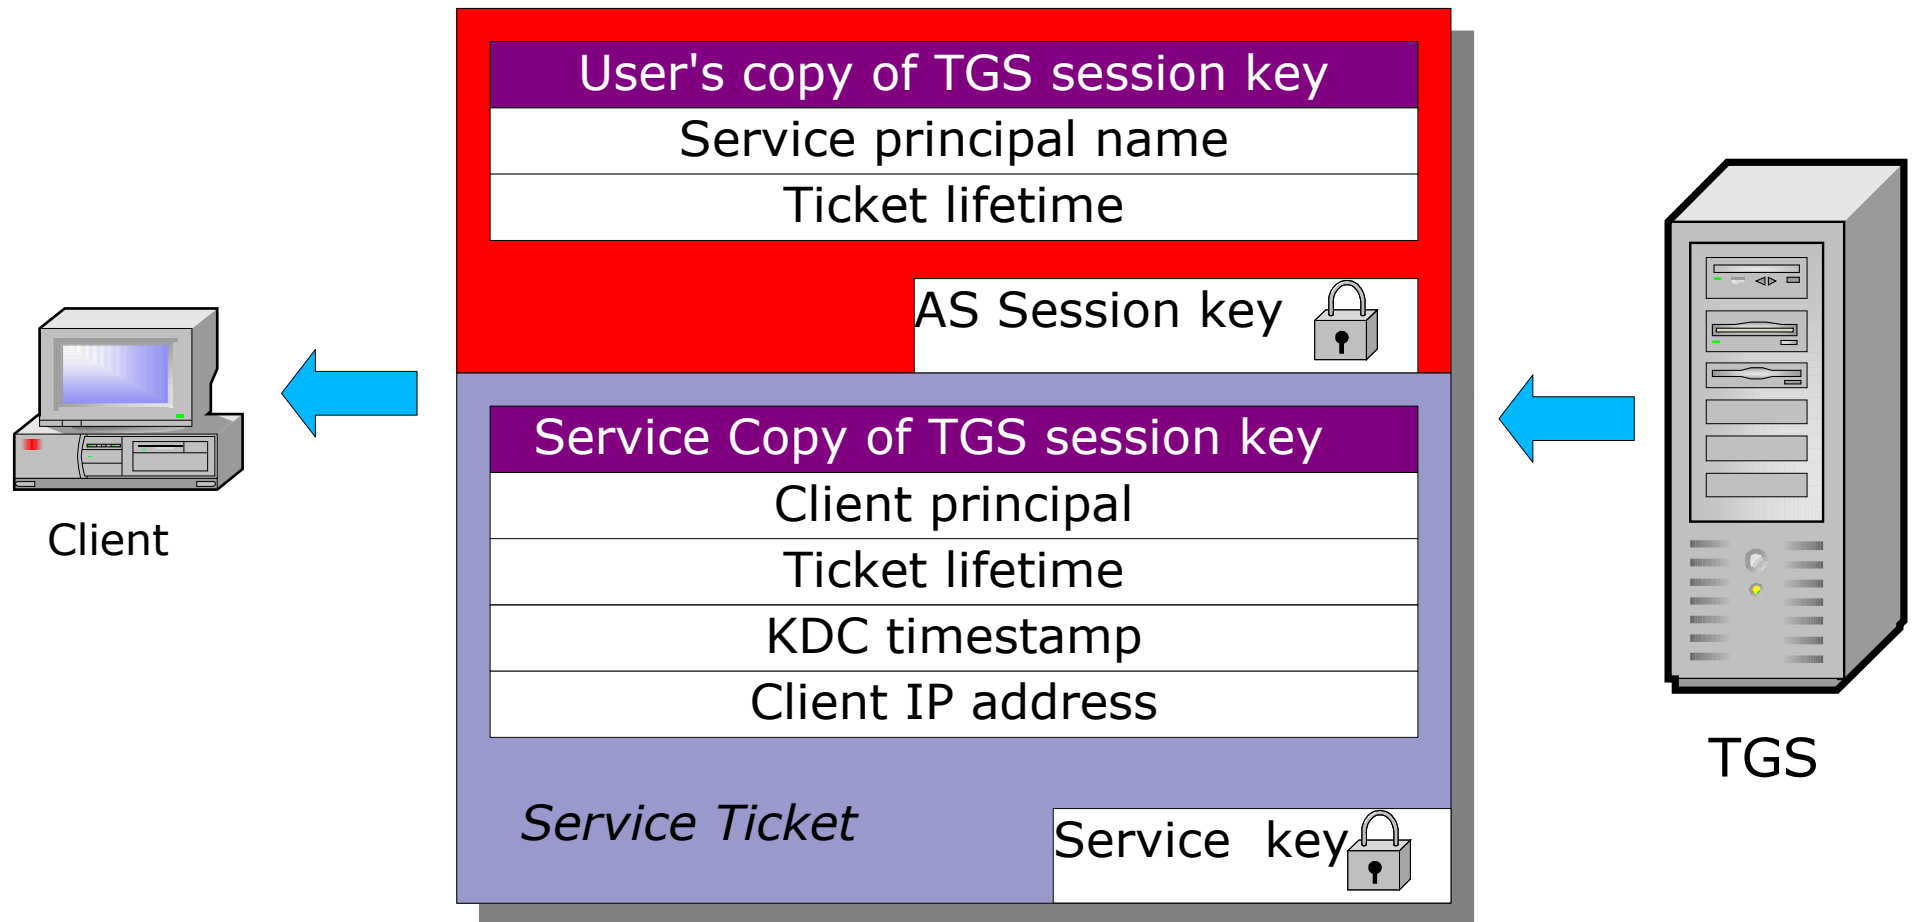 User's copy of TGS session key
Service principal name
Ticket lifetime
AS Session key
Service Copy of TGS session key
Client principal
Ticket lifetime
KDC timestamp
Client IP address
Service Ticket
Service key
Client
TGS